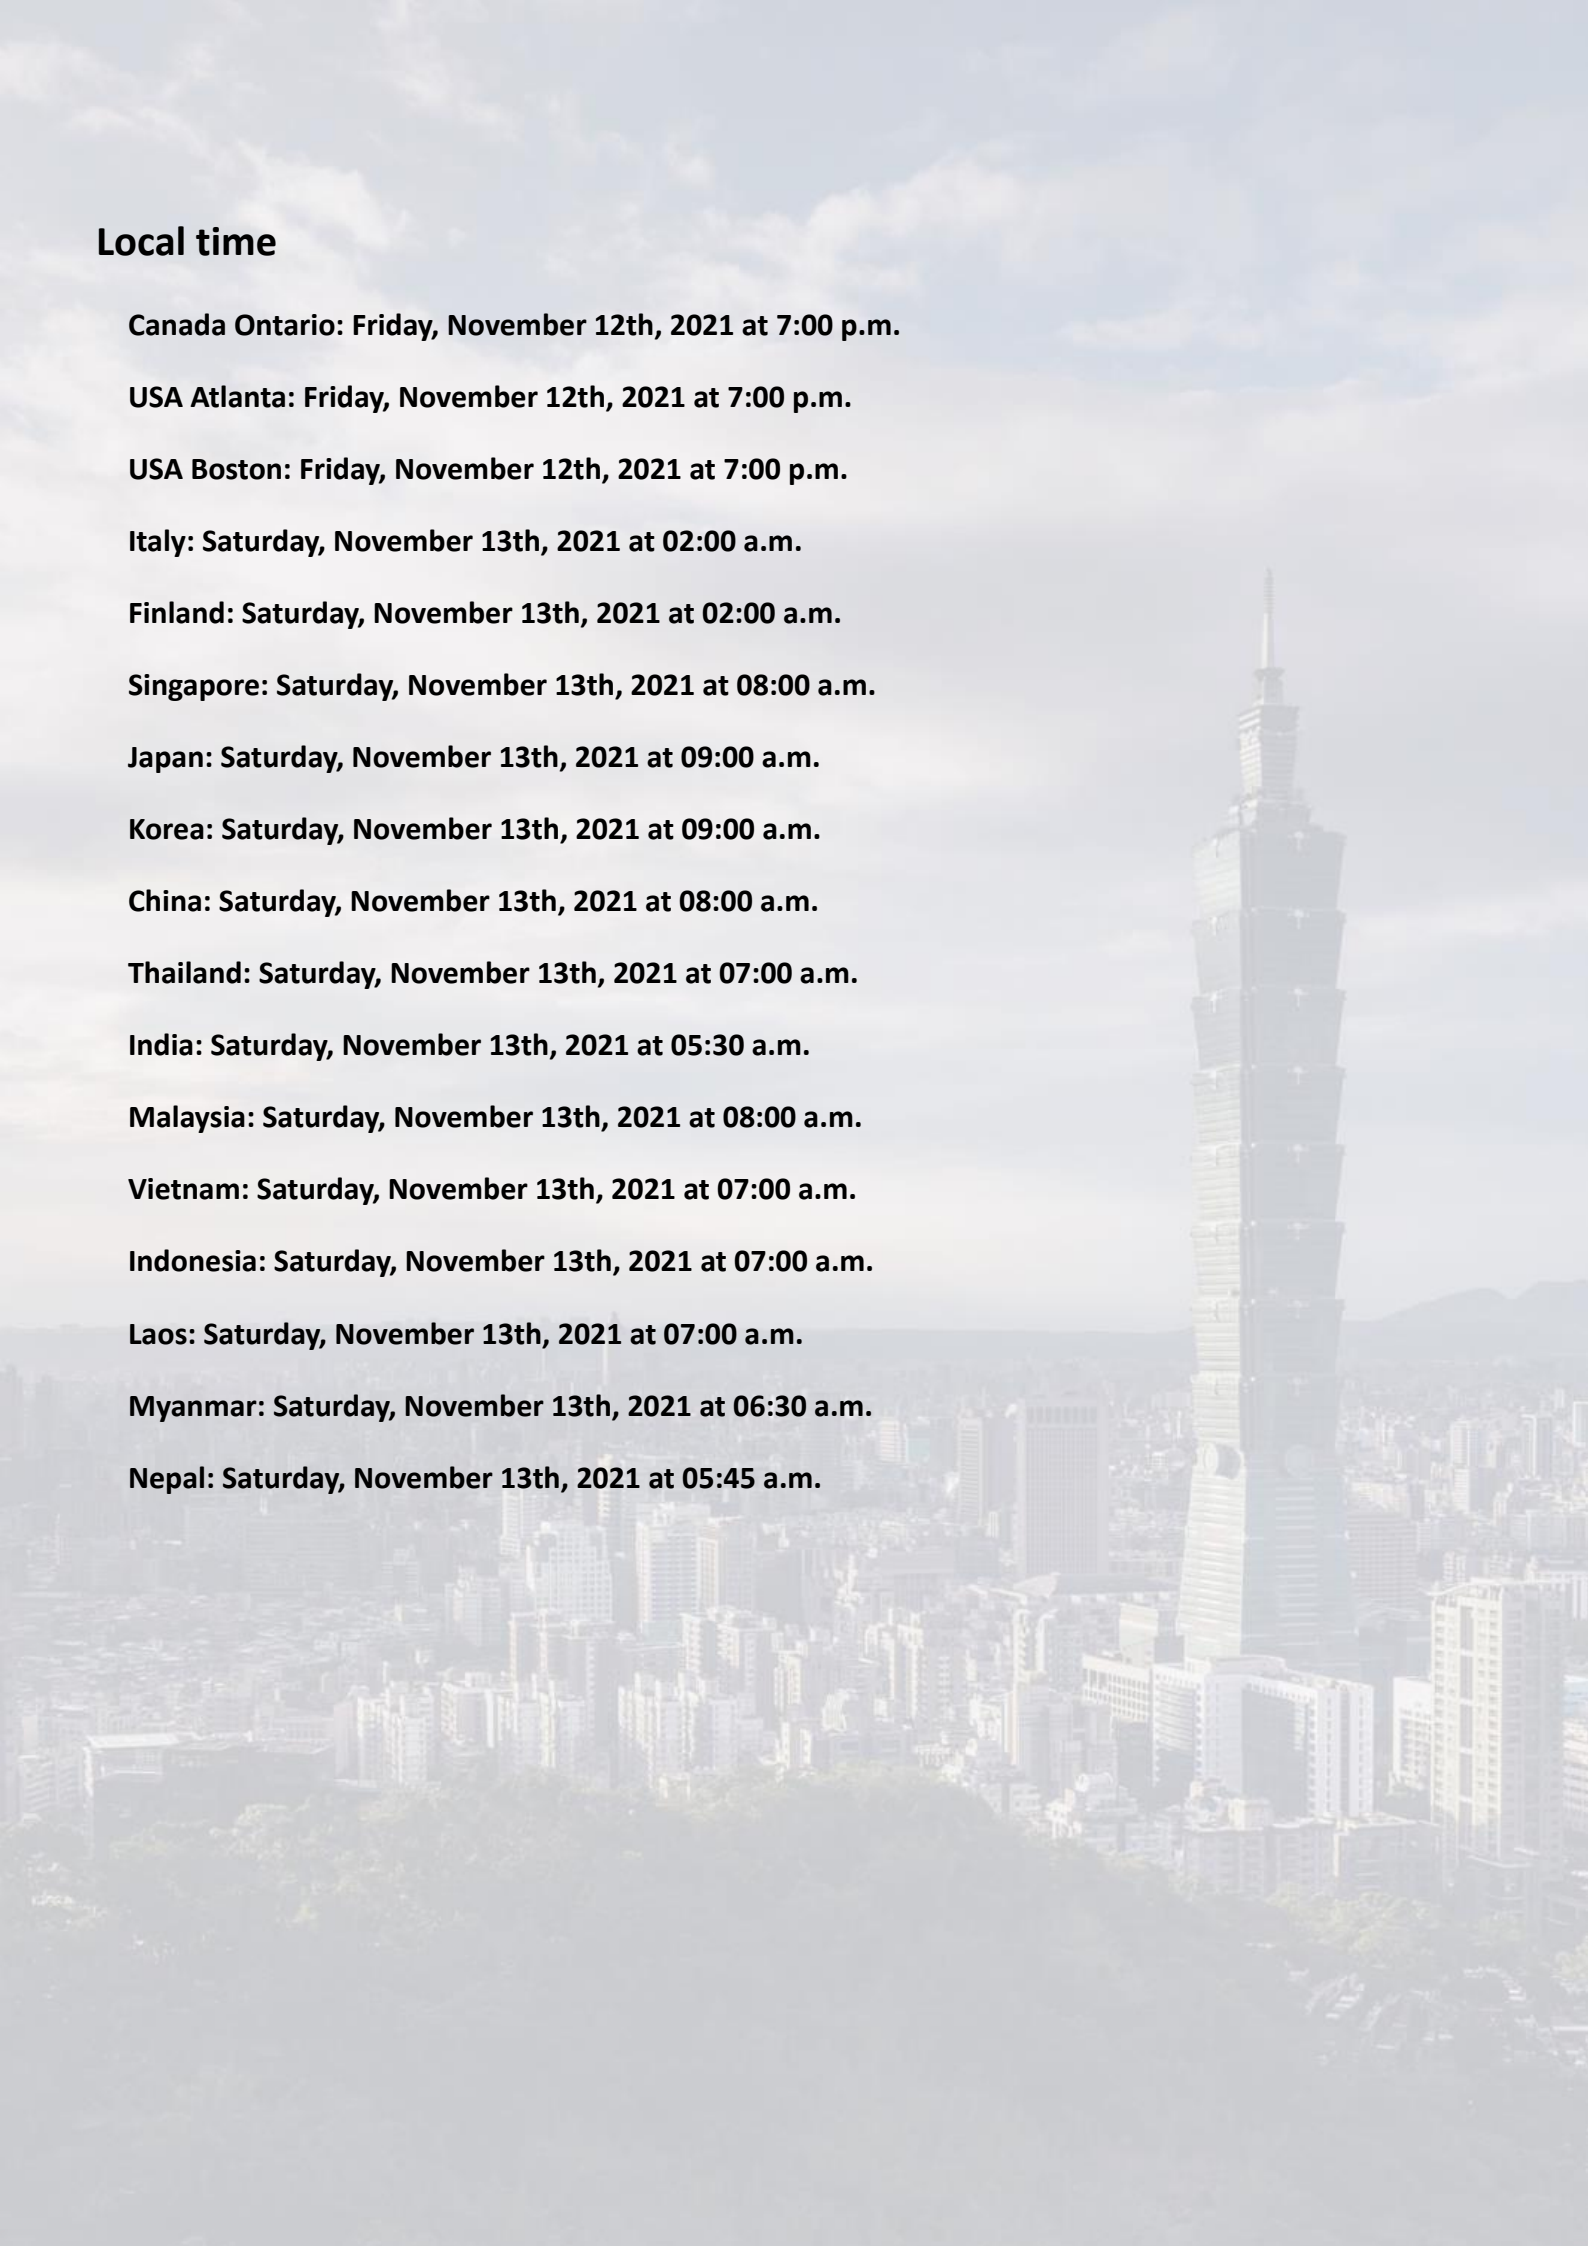 Local time
Canada Ontario: Friday, November 12th, 2021 at 7:00 p.m.
USA Atlanta: Friday, November 12th, 2021 at 7:00 p.m.
USA Boston: Friday, November 12th, 2021 at 7:00 p.m.
Italy: Saturday, November 13th, 2021 at 02:00 a.m.
Finland: Saturday, November 13th, 2021 at 02:00 a.m.
Singapore: Saturday, November 13th, 2021 at 08:00 a.m.
Japan: Saturday, November 13th, 2021 at 09:00 a.m.
Korea: Saturday, November 13th, 2021 at 09:00 a.m.
China: Saturday, November 13th, 2021 at 08:00 a.m.
Thailand: Saturday, November 13th, 2021 at 07:00 a.m.
India: Saturday, November 13th, 2021 at 05:30 a.m.
Malaysia: Saturday, November 13th, 2021 at 08:00 a.m.
Vietnam: Saturday, November 13th, 2021 at 07:00 a.m.
Indonesia: Saturday, November 13th, 2021 at 07:00 a.m.
Laos: Saturday, November 13th, 2021 at 07:00 a.m.
Myanmar: Saturday, November 13th, 2021 at 06:30 a.m.
Nepal: Saturday, November 13th, 2021 at 05:45 a.m.